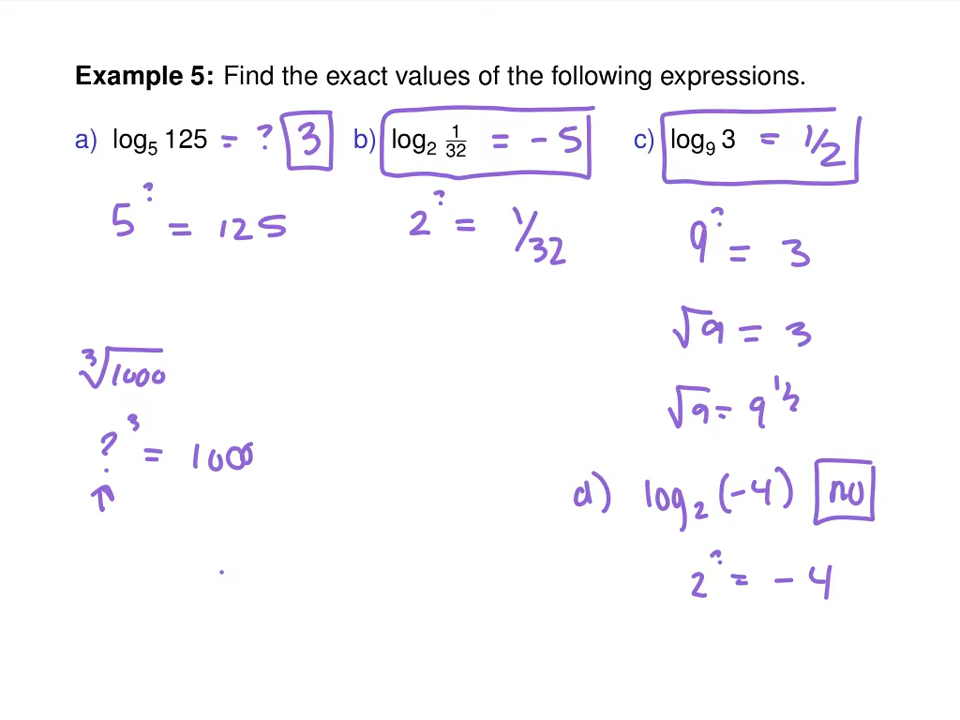 Example 5: Find the exact values of the following expressions.
a) log₅ 125 = ? 3
b) log₂ 1/32 = - 5
c) log₉ 3 = 1/2
5^? = 125
2^? = 1/32
9^? = 3
√9 = 3
∛1000
√9 = 9^1/2
?^3 = 1000
d) log₂ (-4) no
2^? = - 4